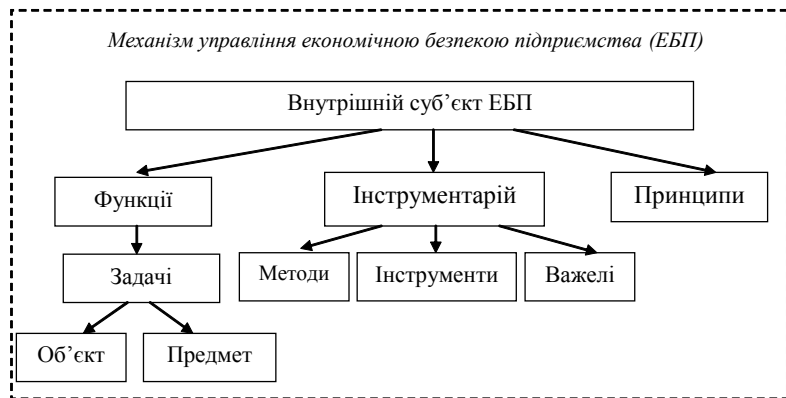 Механізм управління економічною безпекою підприємства (ЕБП)
Внутрішній суб’єкт ЕБП
Функції
Інструментарій
Принципи
Задачі
Методи
Інструменти
Важелі
Об’єкт
Предмет